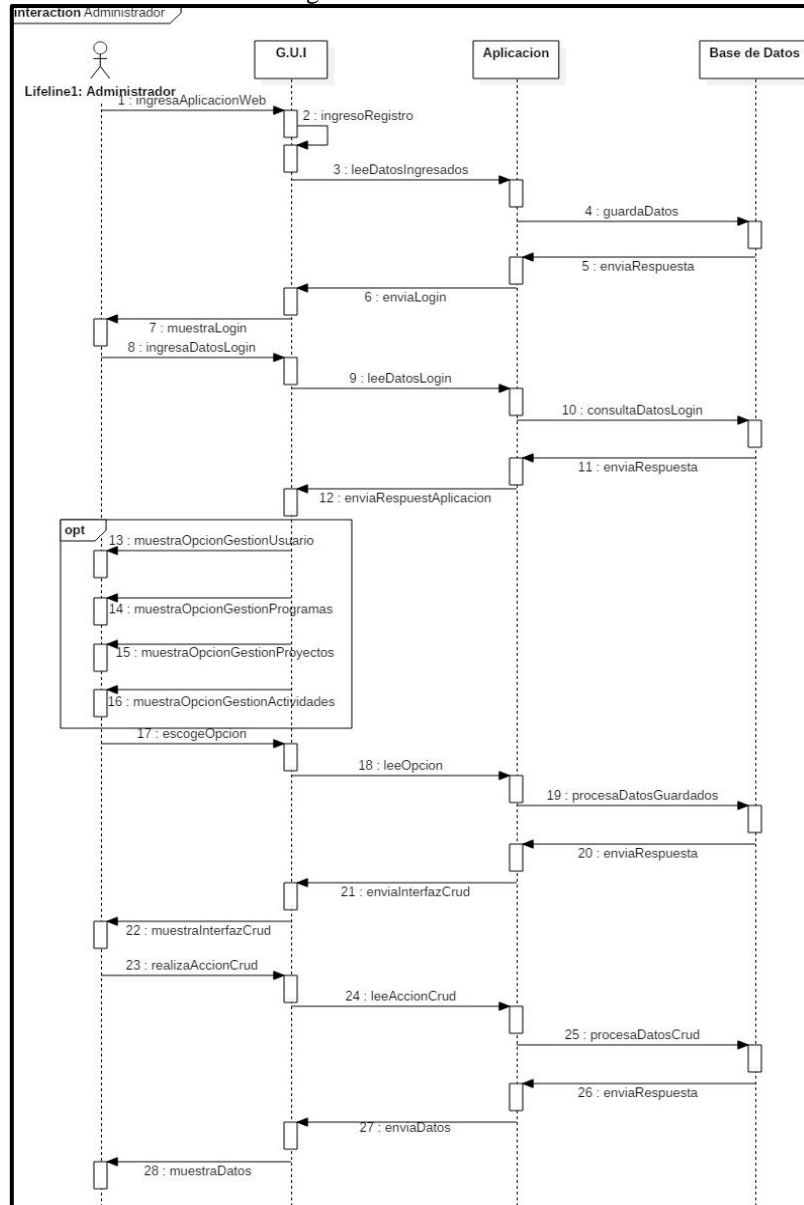 interaction Administrador
G.U.I
Aplicacion
Base de Datos
Lifeline1: Administrador
1 : ingresaAplicacionWeb
2 : ingresoRegistro
3 : leeDatosIngresados
4 : guardaDatos
5 : enviaRespuesta
6 : enviaLogin
7 : muestraLogin
8 : ingresaDatosLogin
9 : leeDatosLogin
10 : consultaDatosLogin
11 : enviaRespuesta
12 : enviaRespuestAplicacion
opt
13 : muestraOpcionGestionUsuario
14 : muestraOpcionGestionProgramas
15 : muestraOpcionGestionProyectos
16 : muestraOpcionGestionActividades
17 : escogeOpcion
18 : leeOpcion
19 : procesaDatosGuardados
20 : enviaRespuesta
21 : enviaInterfazCrud
22 : muestraInterfazCrud
23 : realizaAccionCrud
24 : leeAccionCrud
25 : procesaDatosCrud
26 : enviaRespuesta
27 : enviaDatos
28 : muestraDatos